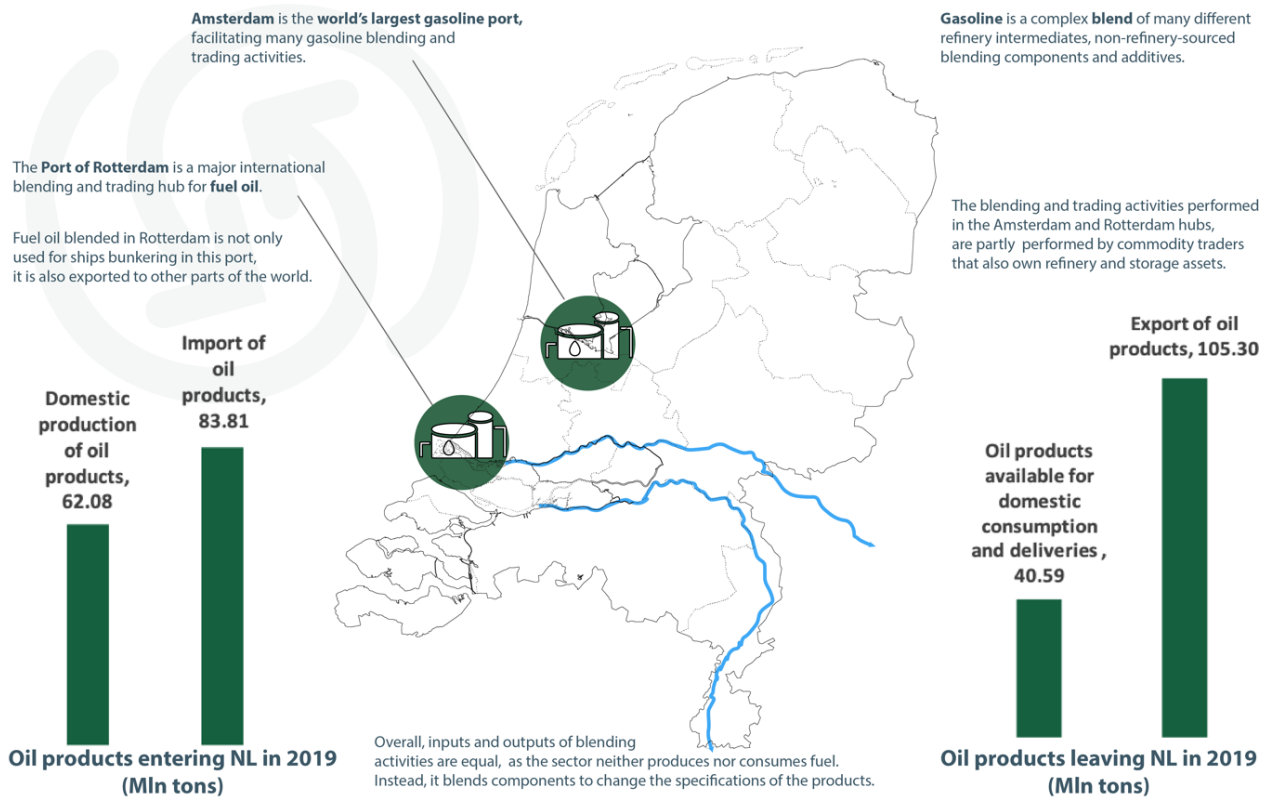 Amsterdam is the world's largest gasoline port,
facilitating many gasoline blending and
trading activities.
Gasoline is a complex blend of many different
refinery intermediates, non-refinery-sourced
blending components and additives.
The Port of Rotterdam is a major international
blending and trading hub for fuel oil.
Fuel oil blended in Rotterdam is not only
used for ships bunkering in this port,
it is also exported to other parts of the world.
The blending and trading activities performed
in the Amsterdam and Rotterdam hubs,
are partly performed by commodity traders
that also own refinery and storage assets.
Domestic
production
of oil
products,
62.08
Import of
oil
products,
83.81
Oil products entering NL in 2019
(Mln tons)
Overall, inputs and outputs of blending
activities are equal, as the sector neither produces nor consumes fuel.
Instead, it blends components to change the specifications of the products.
Oil products
available for
domestic
consumption
and deliveries ,
40.59
Export of oil
products, 105.30
Oil products leaving NL in 2019
(Mln tons)